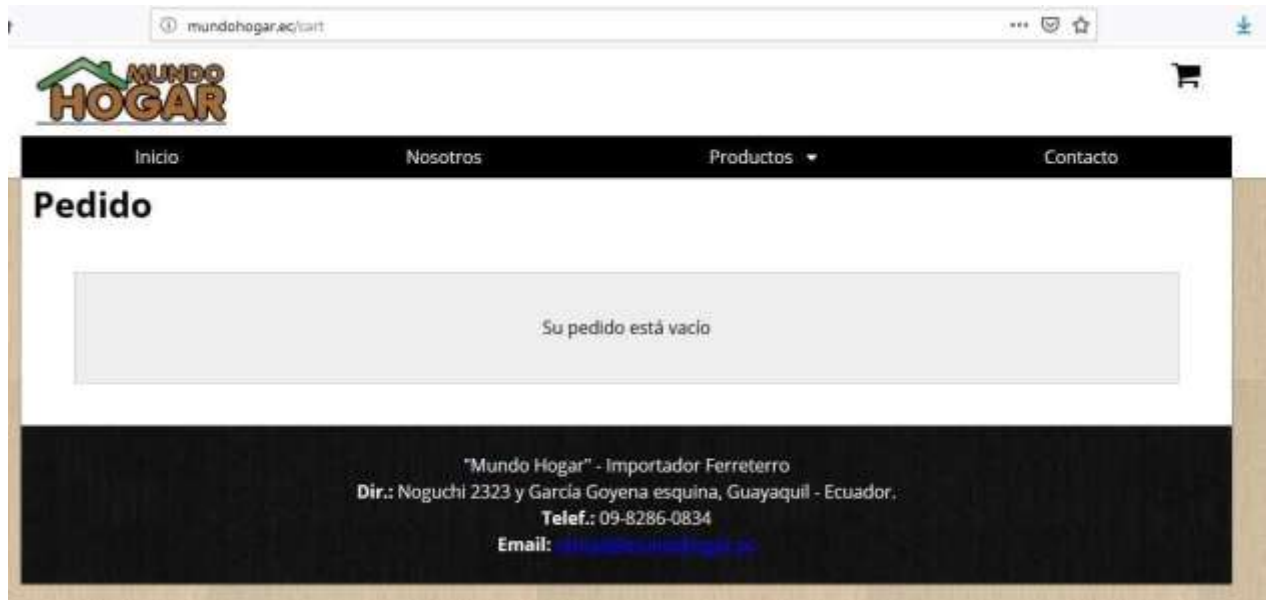 mundohogar.ec/cart
MUNDO
HOGAR
Inicio Nosotros Productos Contacto
Pedido
Su pedido está vacío
"Mundo Hogar" - Importador Ferreterro
Dir.: Noguchi 2323 y García Goyena esquina, Guayaquil - Ecuador.
Telef.: 09-8286-0834
Email: